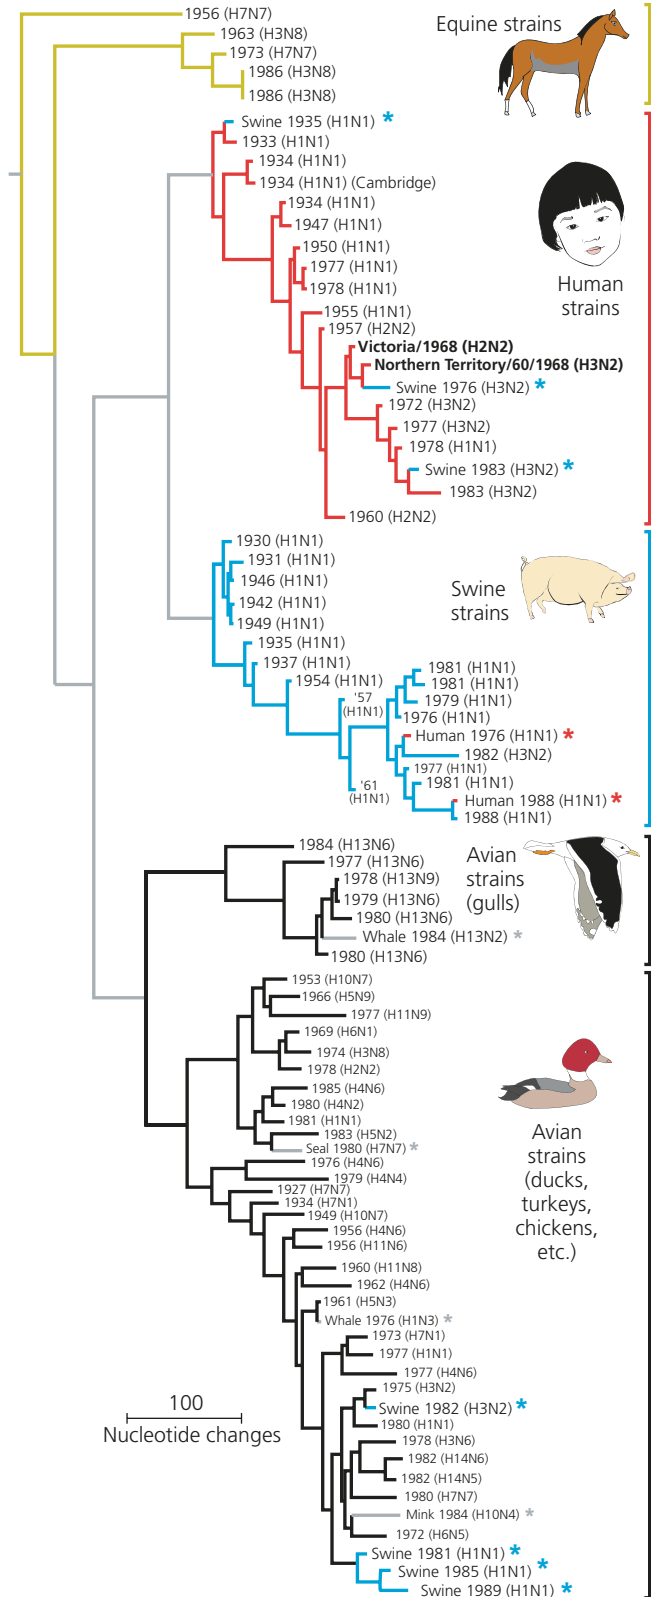 1956 (H7N7)
1963 (H3N8)
1973 (H7N7)
1986 (H3N8)
1986 (H3N8)
Equine strains
Swine 1935 (H1N1) *
1933 (H1N1)
1934 (H1N1)
1934 (H1N1) (Cambridge)
1934 (H1N1)
1947 (H1N1)
1950 (H1N1)
1977 (H1N1)
1978 (H1N1)
1955 (H1N1)
1957 (H2N2)
Victoria/1968 (H2N2)
Northern Territory/60/1968 (H3N2)
Swine 1976 (H3N2) *
1972 (H3N2)
1977 (H3N2)
1978 (H1N1)
Swine 1983 (H3N2) *
1983 (H3N2)
1960 (H2N2)
Human
strains
1930 (H1N1)
1931 (H1N1)
1946 (H1N1)
1942 (H1N1)
1949 (H1N1)
1935 (H1N1)
1937 (H1N1)
1954 (H1N1)
'57
(H1N1)
'61
(H1N1)
1981 (H1N1)
1981 (H1N1)
1979 (H1N1)
1976 (H1N1)
Human 1976 (H1N1) *
1982 (H3N2)
1977 (H1N1)
1981 (H1N1)
Human 1988 (H1N1) *
1988 (H1N1)
Swine
strains
1984 (H13N6)
1977 (H13N6)
1978 (H13N9)
1979 (H13N6)
1980 (H13N6)
Whale 1984 (H13N2) *
1980 (H13N6)
Avian
strains
(gulls)
1953 (H10N7)
1966 (H5N9)
1977 (H11N9)
1969 (H6N1)
1974 (H3N8)
1978 (H2N2)
1985 (H4N6)
1980 (H4N2)
1981 (H1N1)
1983 (H5N2)
Seal 1980 (H7N7) *
1976 (H4N6)
1979 (H4N4)
1927 (H7N7)
1934 (H7N1)
1949 (H10N7)
1956 (H4N6)
1956 (H11N6)
1960 (H11N8)
1962 (H4N6)
1961 (H5N3)
Whale 1976 (H1N3) *
1973 (H7N1)
1977 (H1N1)
1977 (H4N6)
1975 (H3N2)
Swine 1982 (H3N2) *
1980 (H1N1)
1978 (H3N6)
1982 (H14N6)
1982 (H14N5)
1980 (H7N7)
Mink 1984 (H10N4) *
1972 (H6N5)
Swine 1981 (H1N1) *
Swine 1985 (H1N1) *
Swine 1989 (H1N1) *
Avian
strains
(ducks,
turkeys,
chickens,
etc.)
100
Nucleotide changes